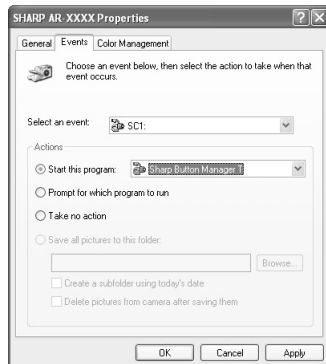 SHARP AR-XXXX Properties
General Events Color Management
Choose an event below, then select the action to take when that
event occurs.
Select an event: SC1:
Actions
Start this program: Sharp Button Manager T
Prompt for which program to run
Take no action
Save all pictures to this folder:
Browse...
Create a subfolder using today's date
Delete pictures from camera after saving them
OK Cancel Apply